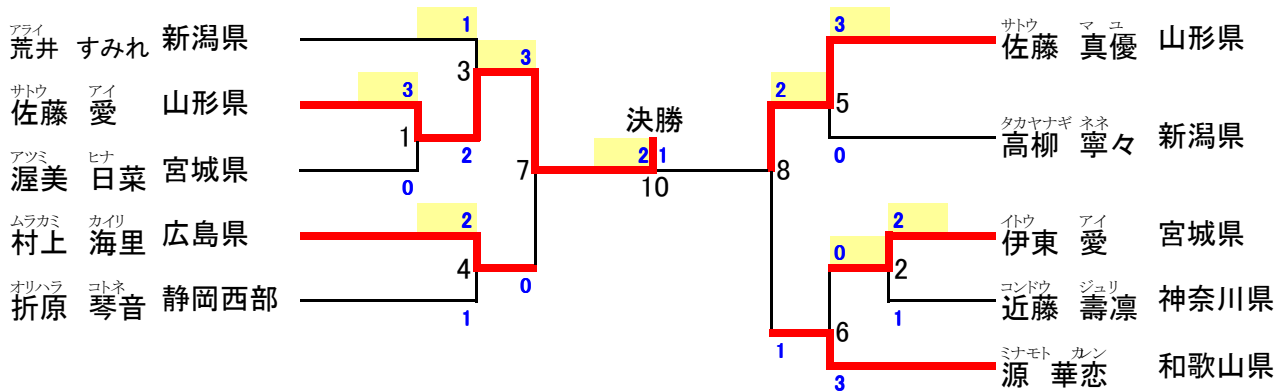 アライ
荒井 すみれ 新潟県
サトウ アイ
佐藤 愛 山形県
アツミ ヒナ
渥美 日菜 宮城県
ムラカミ カイリ
村上 海里 広島県
オリハラ コトネ
折原 琴音 静岡西部
1
3
3
3
1
2
0
2
4
0
1
7
決勝
2 1
10
3
2
5
0
8
2
0
2
1
6
1
3
サトウ マユ
佐藤 真優 山形県
タカヤナギ ネネ
高柳 寧々 新潟県
イトウ アイ
伊東 愛 宮城県
コンドウ ジュリ
近藤 壽凛 神奈川県
ミナモト カレン
源 華恋 和歌山県